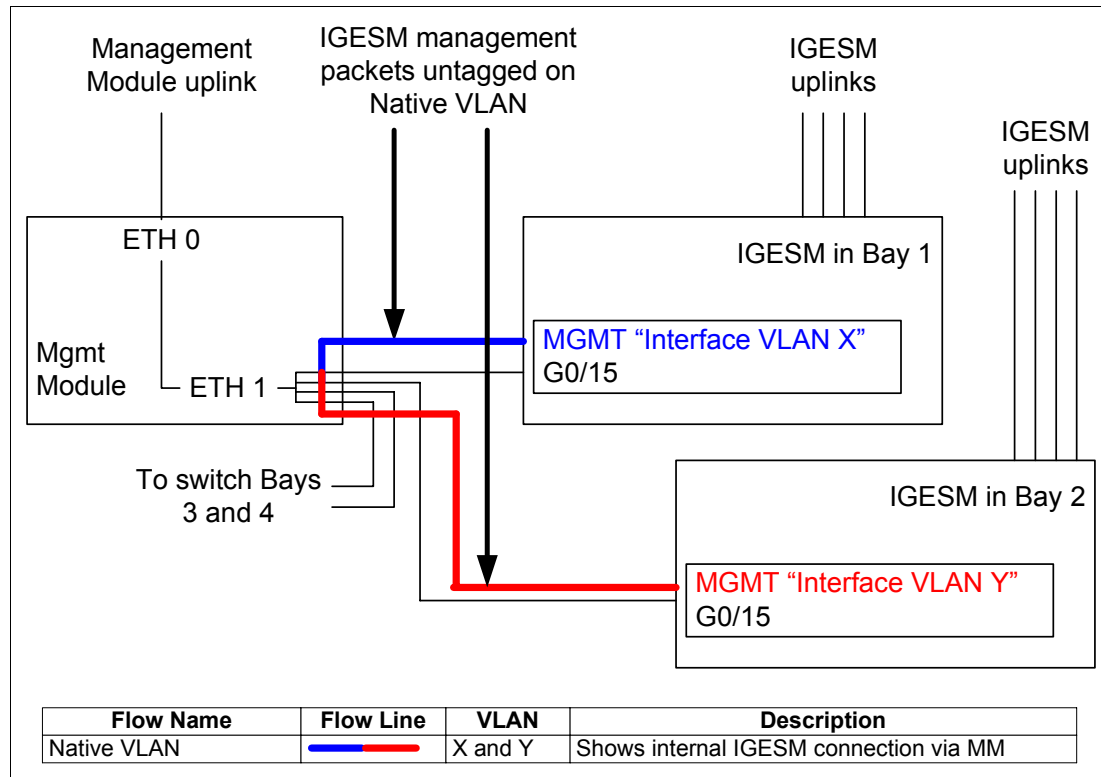 Management
Module uplink
IGESM management
packets untagged on
Native VLAN
IGESM
uplinks
IGESM
uplinks
ETH 0
IGESM in Bay 1
MGMT “Interface VLAN X”
G0/15
Mgmt
Module
ETH 1
To switch Bays
3 and 4
IGESM in Bay 2
MGMT “Interface VLAN Y”
G0/15
Flow Name Flow Line VLAN Description
Native VLAN X and Y Shows internal IGESM connection via MM